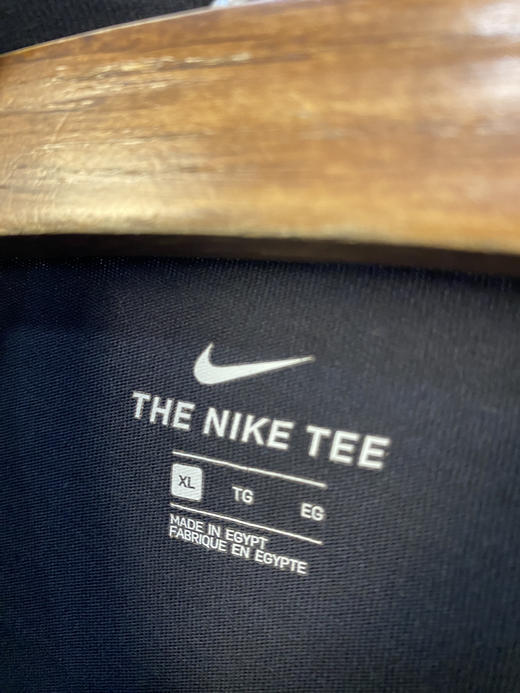 THE NIKE TEE
XL TG EG
MADE IN EGYPT
FABRIQUE EN EGYPTE